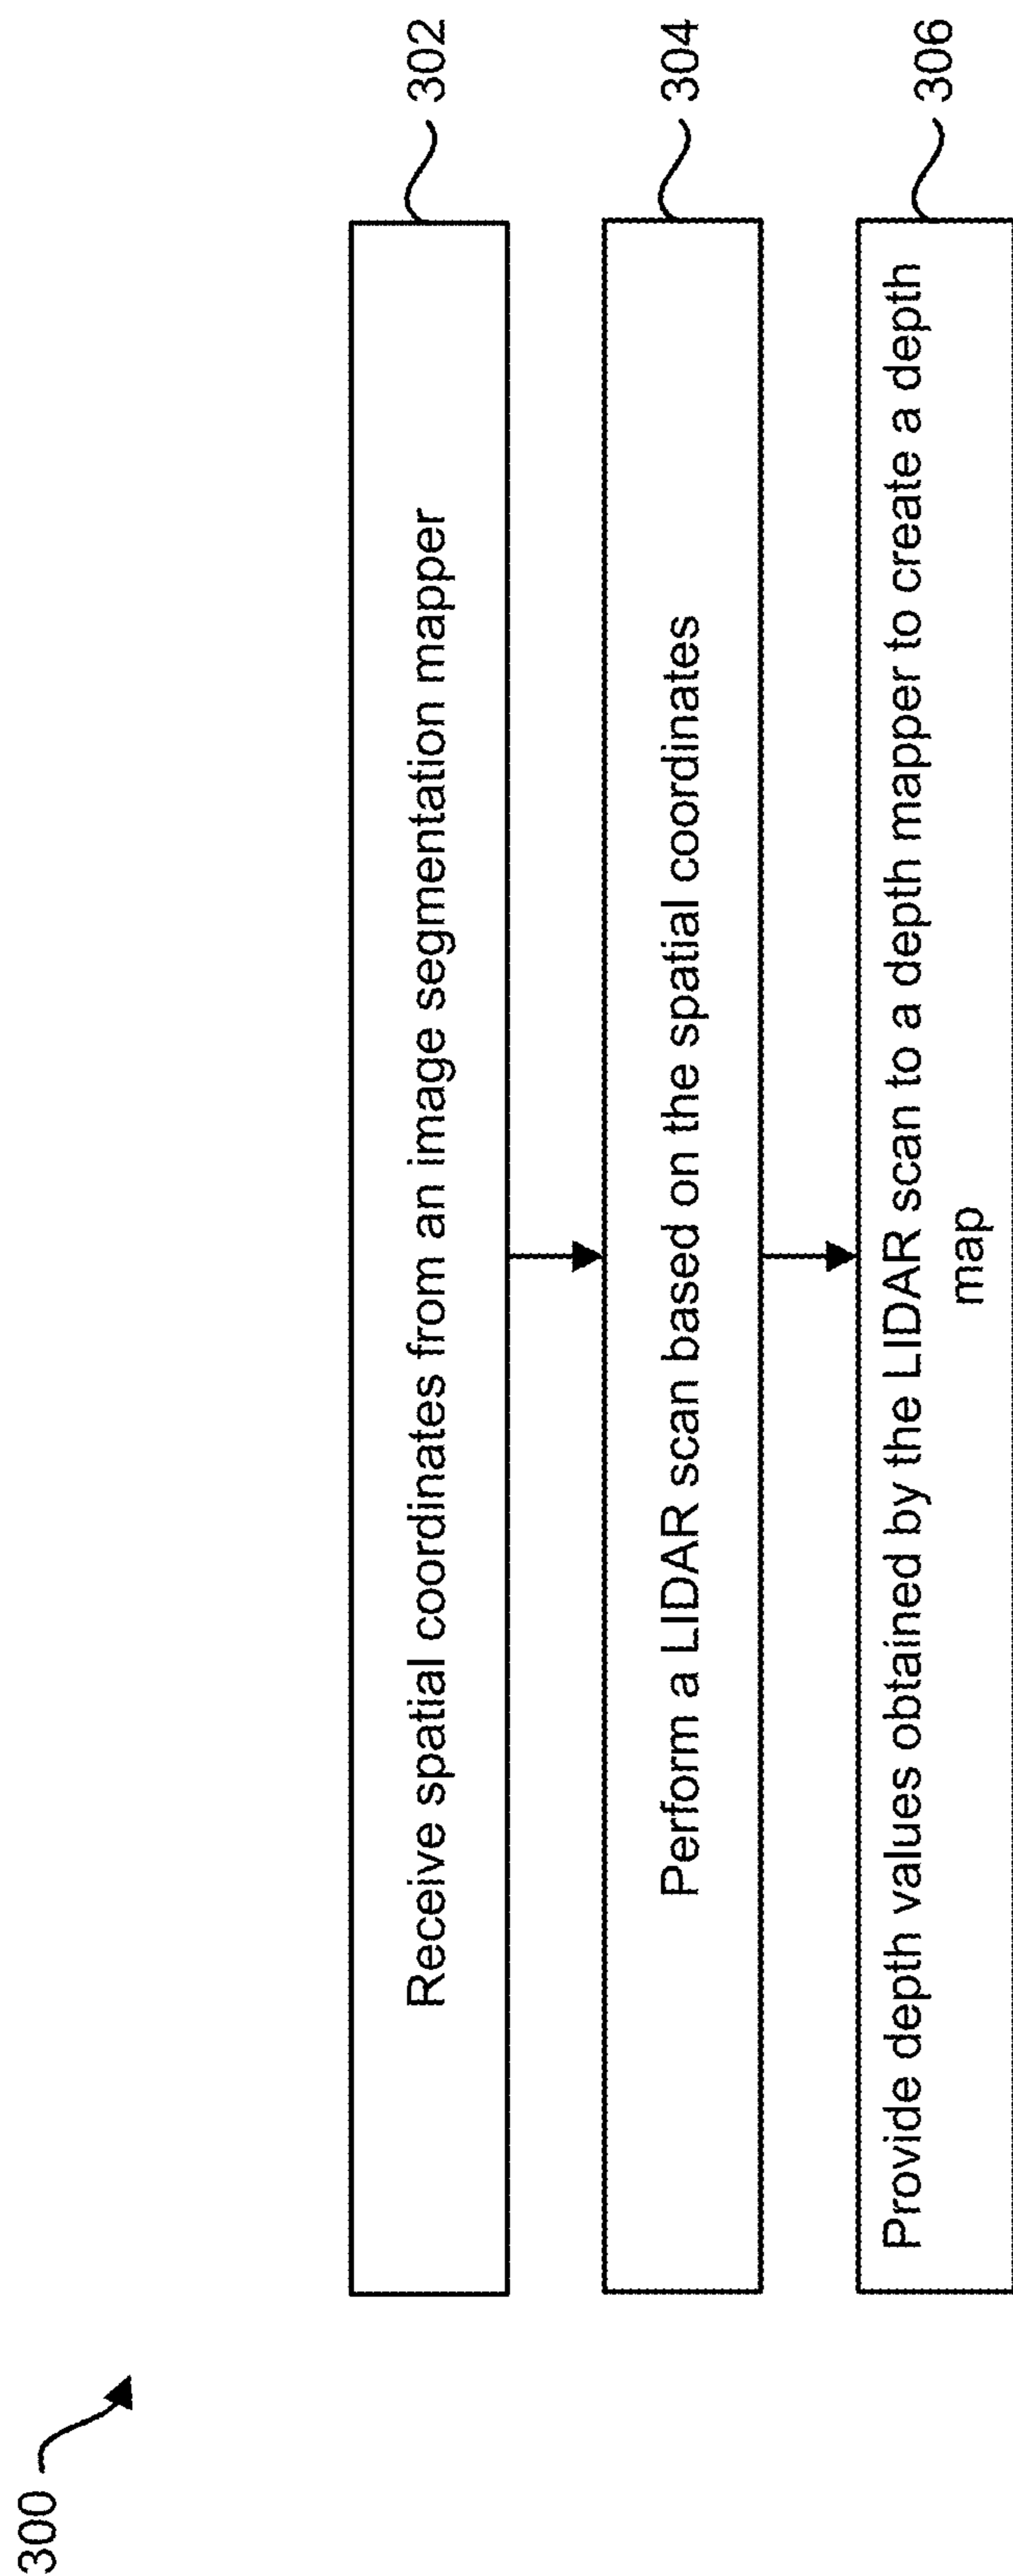 300
Receive spatial coordinates from an image segmentation mapper
302
Perform a LIDAR scan based on the spatial coordinates
304
Provide depth values obtained by the LIDAR scan to a depth mapper to create a depth
map
306